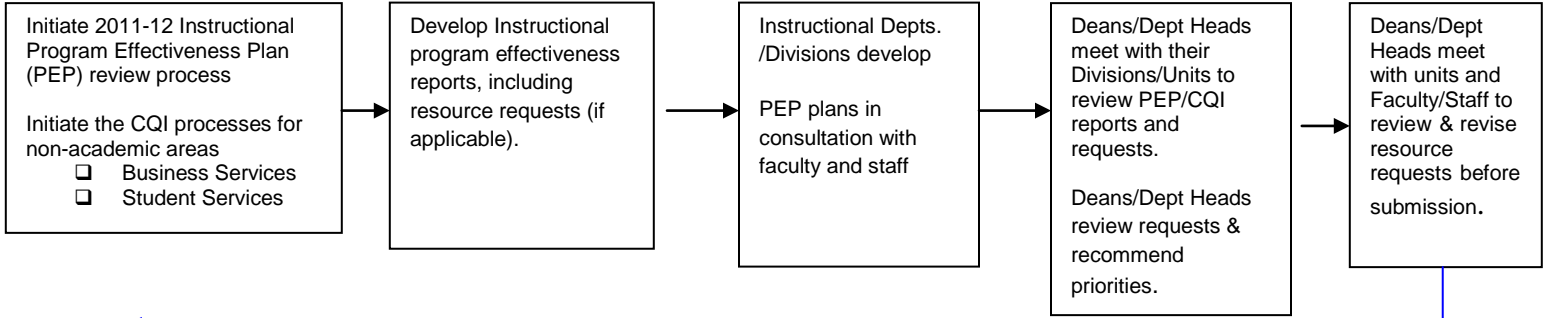 Initiate 2011-12 Instructional
Program Effectiveness Plan
(PEP) review process
Initiate the CQI processes for
non-academic areas
❑ Business Services
❑ Student Services
Develop Instructional
program effectiveness
reports, including
resource requests (if
applicable).
Instructional Depts.
/Divisions develop
PEP plans in
consultation with
faculty and staff
Deans/Dept Heads
meet with their
Divisions/Units to
review PEP/CQI
reports and
requests.
Deans/Dept Heads
review requests &
recommend
priorities.
Deans/Dept
Heads meet
with units and
Faculty/Staff to
review & revise
resource
requests before
submission.